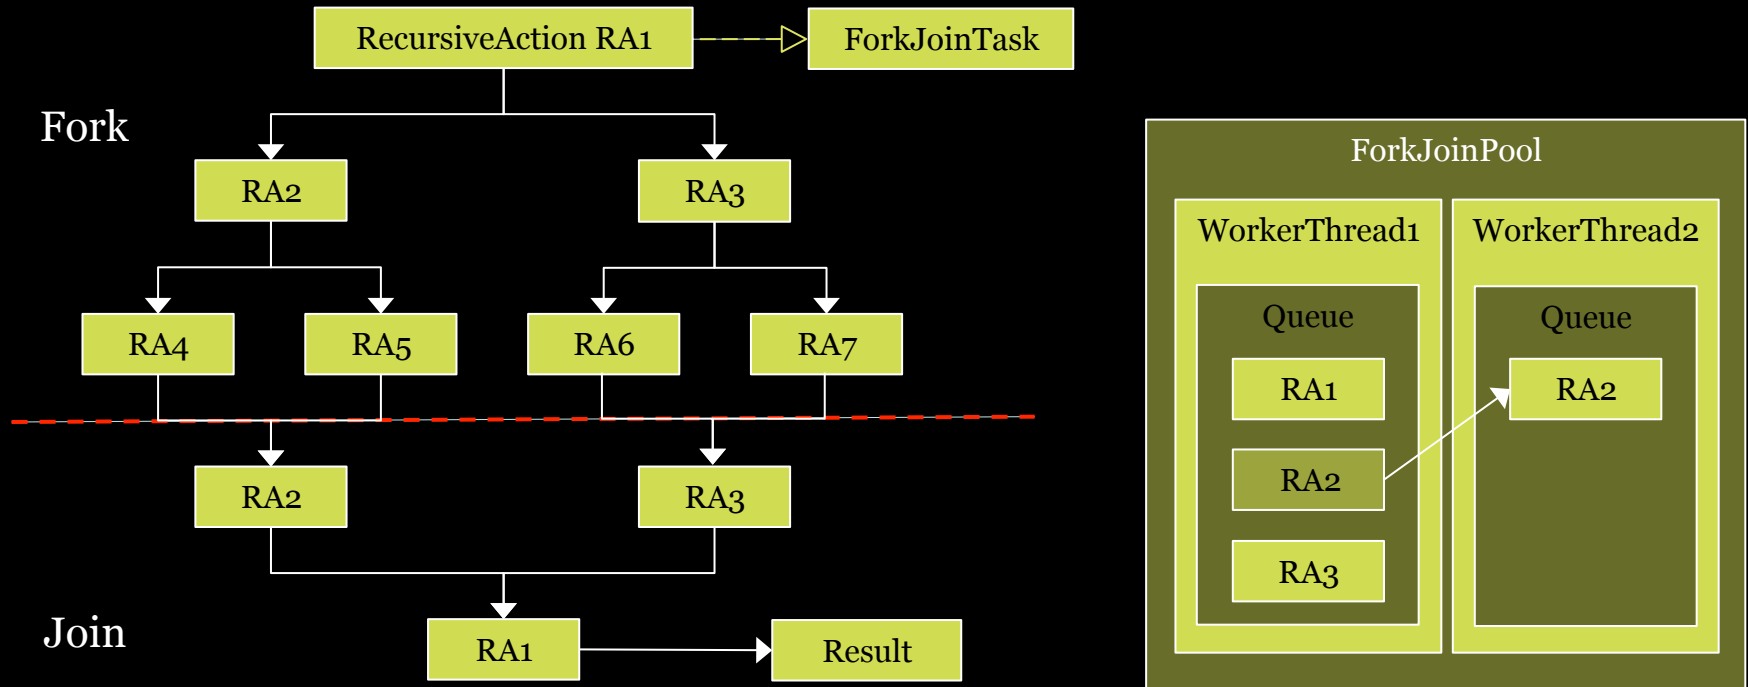 RecursiveAction RA1
ForkJoinTask
Fork
RA2
RA3
RA4
RA5
RA6
RA7
RA2
RA3
Join
RA1
Result
ForkJoinPool
WorkerThread1
Queue
RA1
RA2
RA3
WorkerThread2
Queue
RA2